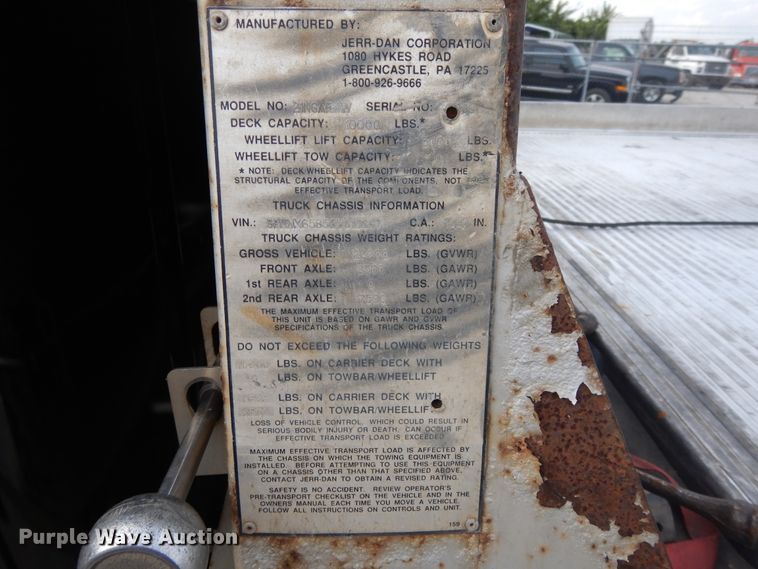 MANUFACTURED BY:
JERR-DAN CORPORATION
1080 HYKES ROAD
GREENCASTLE, PA 17225
1-800-926-9666
MODEL NO. SERIAL NO.
DECK CAPACITY: LBS.*
WHEELLIFT LIFT CAPACITY: LBS.
WHEELLIFT TOW CAPACITY: LBS.*
* NOTE: DECK/WHEELLIFT CAPACITY INDICATES THE
STRUCTURAL CAPACITY OF THE COMPONENTS, NOT THE
EFFECTIVE TRANSPORT LOAD.
TRUCK CHASSIS INFORMATION
VIN.: C.A.: IN.
TRUCK CHASSIS WEIGHT RATINGS:
GROSS VEHICLE: LBS. (GVWR)
FRONT AXLE: LBS. (GAWR)
1st REAR AXLE: LBS. (GAWR)
2nd REAR AXLE: LBS. (GAWR)
THE MAXIMUM EFFECTIVE TRANSPORT LOAD OF
THIS UNIT IS BASED ON GAWR AND GVWR
SPECIFICATIONS OF THE TRUCK CHASSIS.
DO NOT EXCEED THE FOLLOWING WEIGHTS
LBS. ON CARRIER DECK WITH
LBS. ON TOWBAR/WHEELLIFT
LBS. ON CARRIER DECK WITH
LBS. ON TOWBAR/WHEELLIF
LOSS OF VEHICLE CONTROL, WHICH COULD RESULT IN
SERIOUS BODILY INJURY OR DEATH, CAN OCCUR IF
EFFECTIVE TRANSPORT LOAD IS EXCEEDED
MAXIMUM EFFECTIVE TRANSPORT LOAD IS AFFECTED BY
THE CHASSIS ON WHICH THE TOWING EQUIPMENT IS
INSTALLED. BEFORE ATTEMPTING TO USE THIS EQUIPMENT
ON A CHASSIS OTHER THAN THAT SPECIFIED ABOVE,
CONTACT JERR-DAN TO OBTAIN A REVISED RATING.
SAFETY IS NO ACCIDENT. REVIEW OPERATOR'S
PRE-TRANSPORT CHECKLIST ON THE VEHICLE AND IN THE
OWNERS MANUAL EACH TIME YOU MOVE A VEHICLE.
FOLLOW ALL INSTRUCTIONS ON CONTROLS AND UNIT.
159
Purple Wave Auction